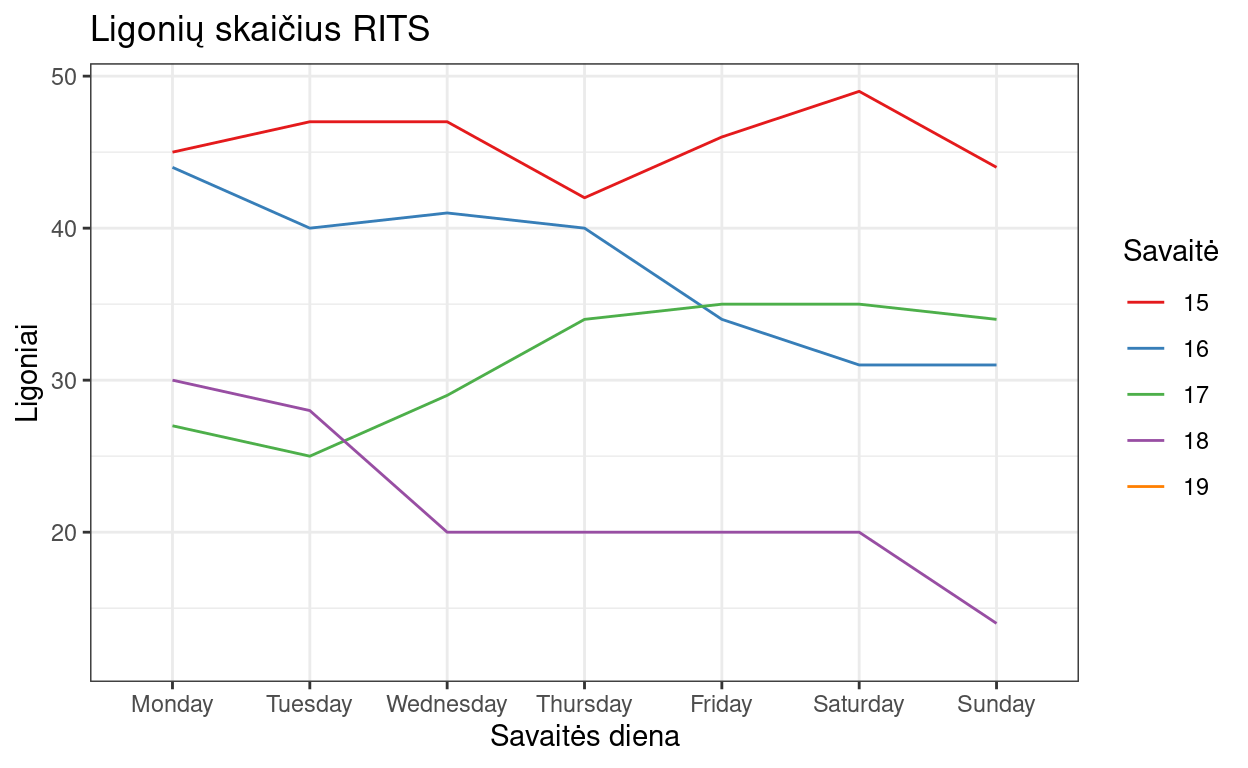 Ligonių skaičius RITS
50
40
30
20
Ligoniai
Monday Tuesday Wednesday Thursday Friday Saturday Sunday
Savaitės diena
Savaitė
15
16
17
18
19